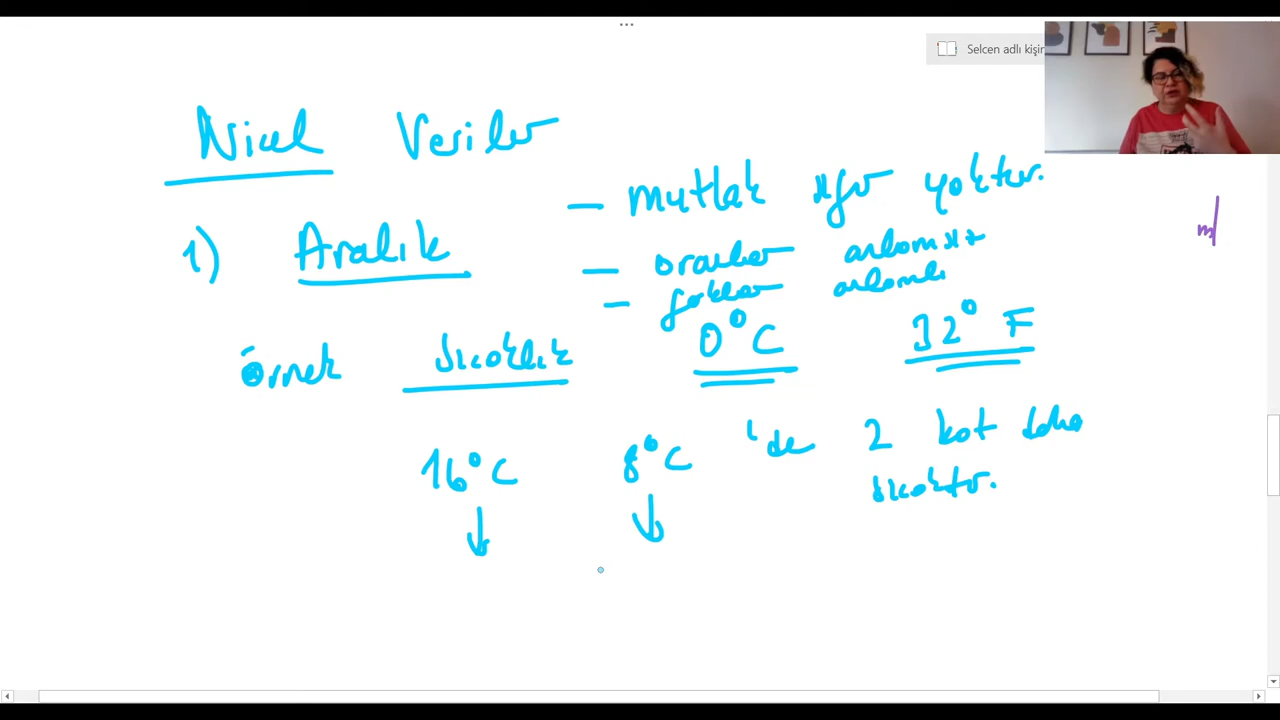 Selcen adlı kişin
Nicel Veriler
1) Aralık
– mutlak sıfır yoktur.
– oranlar anlamsız
– farklar anlamlı
örnek sıcaklık 0°C 32° F
16°C 8°C 'de 2 kat daha
sıcaktır.
m